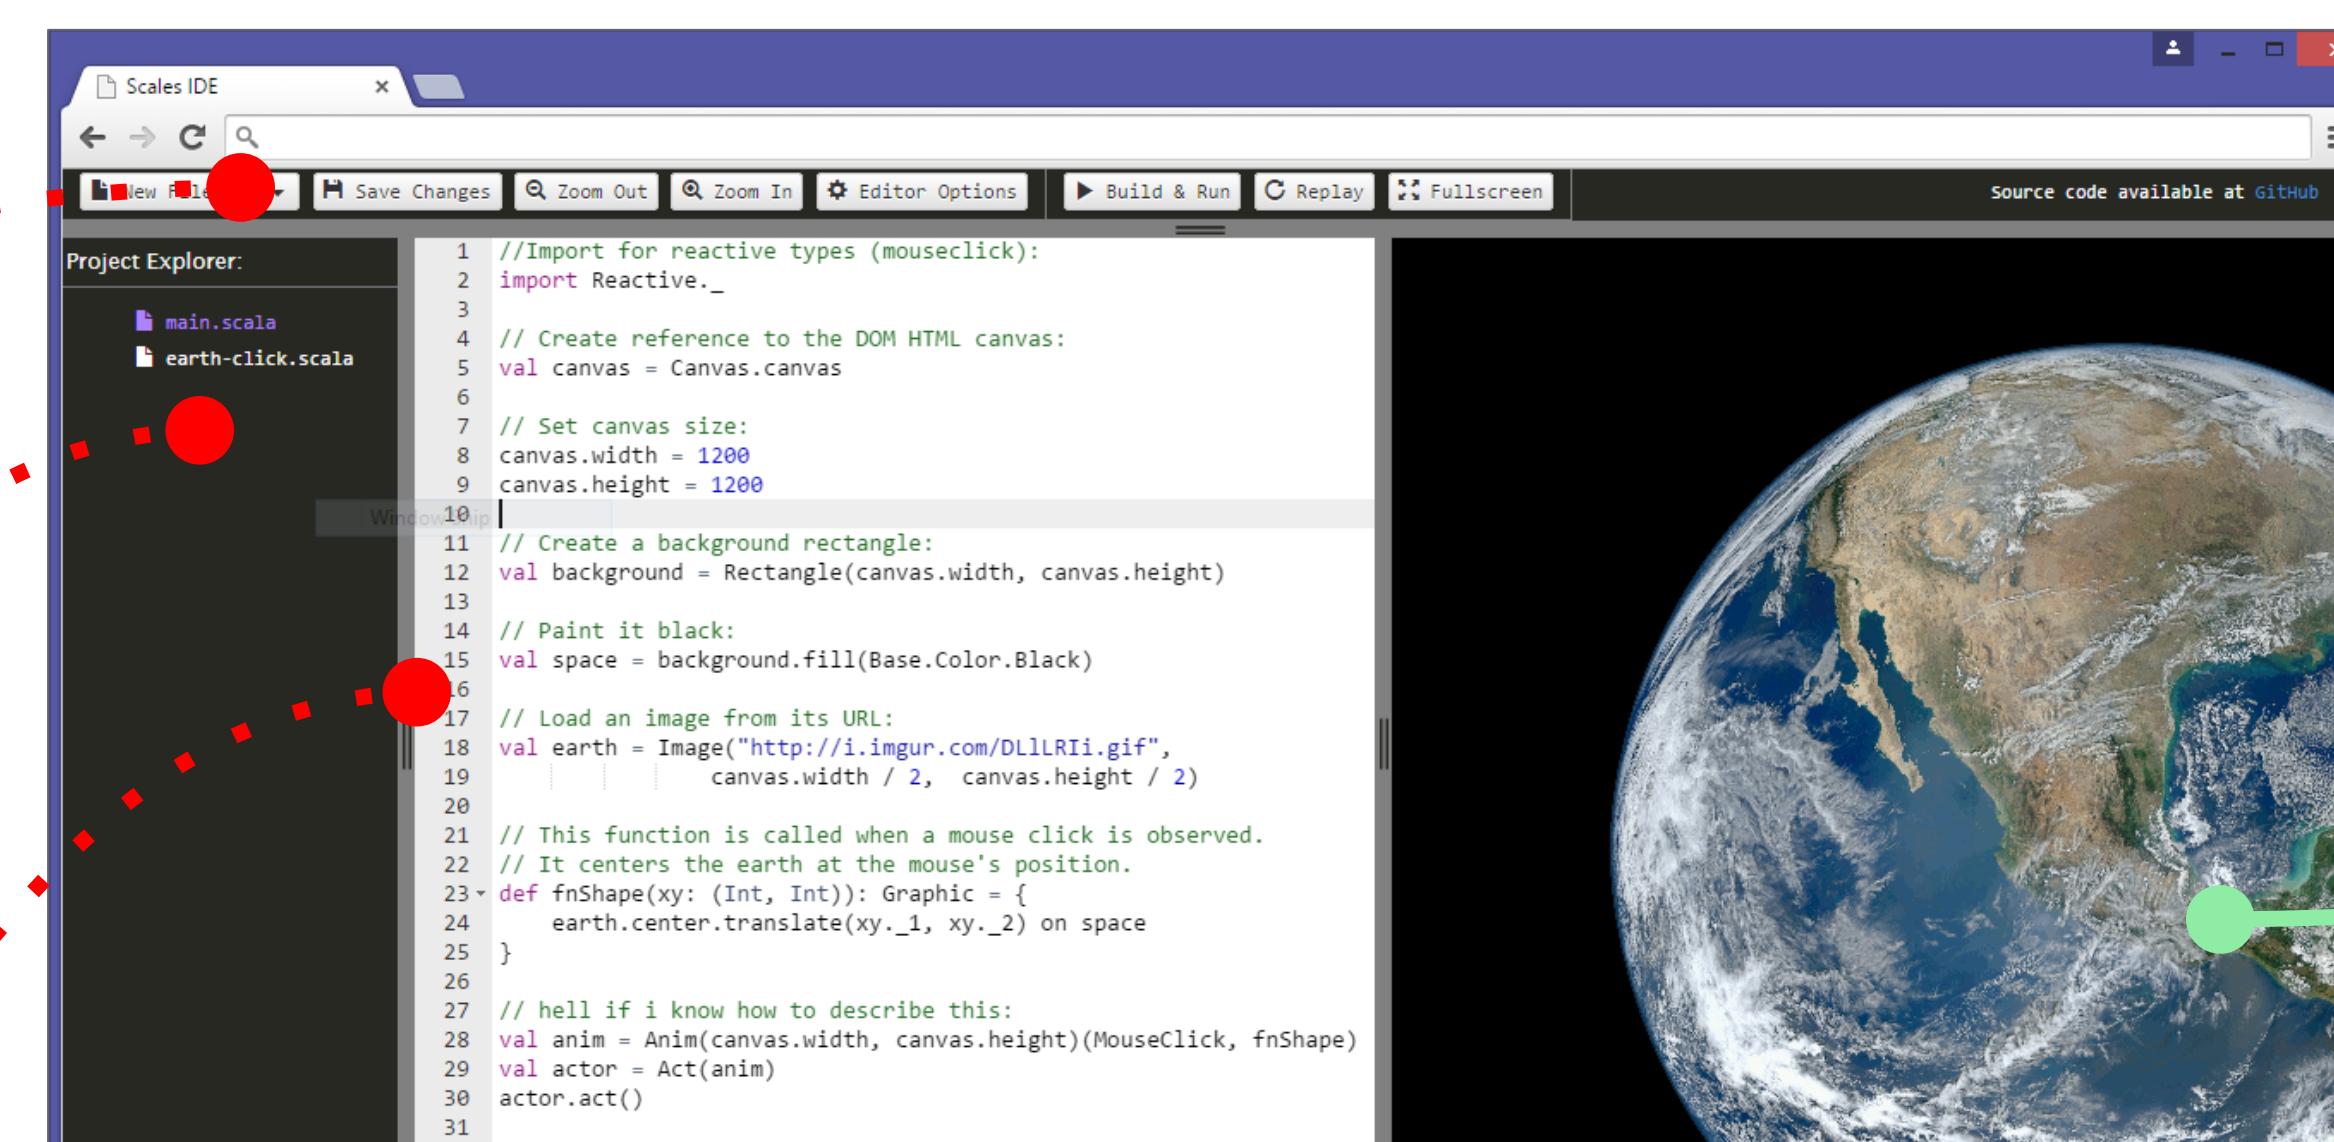 Scales IDE
New File
Save Changes
Zoom Out
Zoom In
Editor Options
Build & Run
Replay
Fullscreen
Source code available at GitHub
Project Explorer:
main.scala
earth-click.scala
1 //Import for reactive types (mouseclick):
2 import Reactive._
3
4 // Create reference to the DOM HTML canvas:
5 val canvas = Canvas.canvas
6
7 // Set canvas size:
8 canvas.width = 1200
9 canvas.height = 1200
Window Snip
10
11 // Create a background rectangle:
12 val background = Rectangle(canvas.width, canvas.height)
13
14 // Paint it black:
15 val space = background.fill(Base.Color.Black)
16
17 // Load an image from its URL:
18 val earth = Image("http://i.imgur.com/DLlLRIi.gif",
19 canvas.width / 2, canvas.height / 2)
20
21 // This function is called when a mouse click is observed.
22 // It centers the earth at the mouse's position.
23 def fnShape(xy: (Int, Int)): Graphic = {
24 earth.center.translate(xy._1, xy._2) on space
25 }
26
27 // hell if i know how to describe this:
28 val anim = Anim(canvas.width, canvas.height)(MouseClick, fnShape)
29 val actor = Act(anim)
30 actor.act()
31